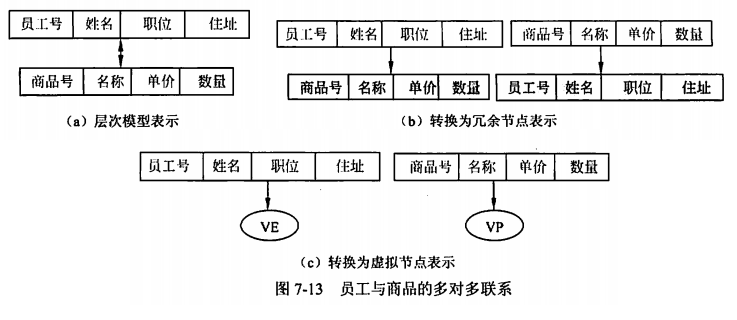 员工号 姓名 职位 住址
商品号 名称 单价 数量
（a）层次模型表示
员工号 姓名 职位 住址
商品号 名称 单价 数量
商品号 名称 单价 数量
员工号 姓名 职位 住址
（b）转换为冗余节点表示
员工号 姓名 职位 住址
VE
商品号 名称 单价 数量
VP
（c）转换为虚拟节点表示
图 7-13 员工与商品的多对多联系